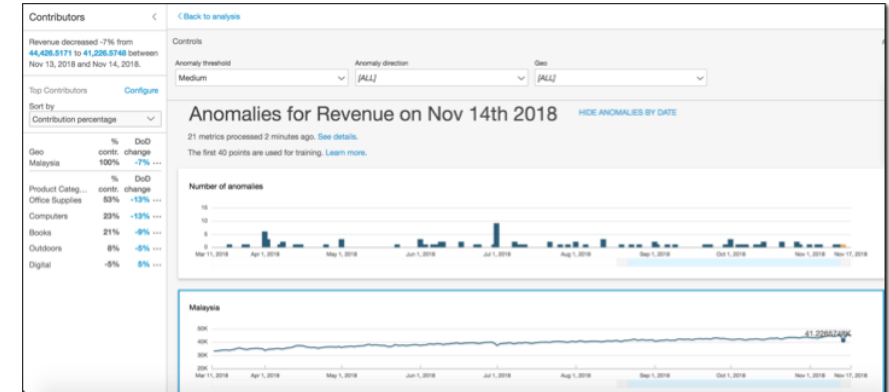 Contributors <
< Back to analysis
Revenue decreased -7% from
44,426.5171 to 41,226.5748 between
Nov 13, 2018 and Nov 14, 2018.
Top Contributors Configure
Sort by
Contribution percentage
% DoD
Geo contr. change
Malaysia 100% -7% ...
% DoD
Product Categ... contr. change
Office Supplies 53% -13% ...
Computers 23% -13% ...
Books 21% -9% ...
Outdoors 8% -5% ...
Digital -5% 5% ...
Controls
Anomaly threshold Anomaly direction Geo
Medium [ALL] [ALL]
Anomalies for Revenue on Nov 14th 2018 HIDE ANOMALIES BY DATE
21 metrics processed 2 minutes ago. See details.
The first 40 points are used for training. Learn more.
Number of anomalies
15
10
5
0
Mar 11, 2018 Apr 1, 2018 May 1, 2018 Jun 1, 2018 Jul 1, 2018 Aug 1, 2018 Sep 1, 2018 Oct 1, 2018 Nov 1, 2018 Nov 17, 2018
Malaysia
50K
41.2265748K
40K
30K
20K
Mar 11, 2018 Apr 1, 2018 May 1, 2018 Jun 1, 2018 Jul 1, 2018 Aug 1, 2018 Sep 1, 2018 Oct 1, 2018 Nov 1, 2018 Nov 17, 2018